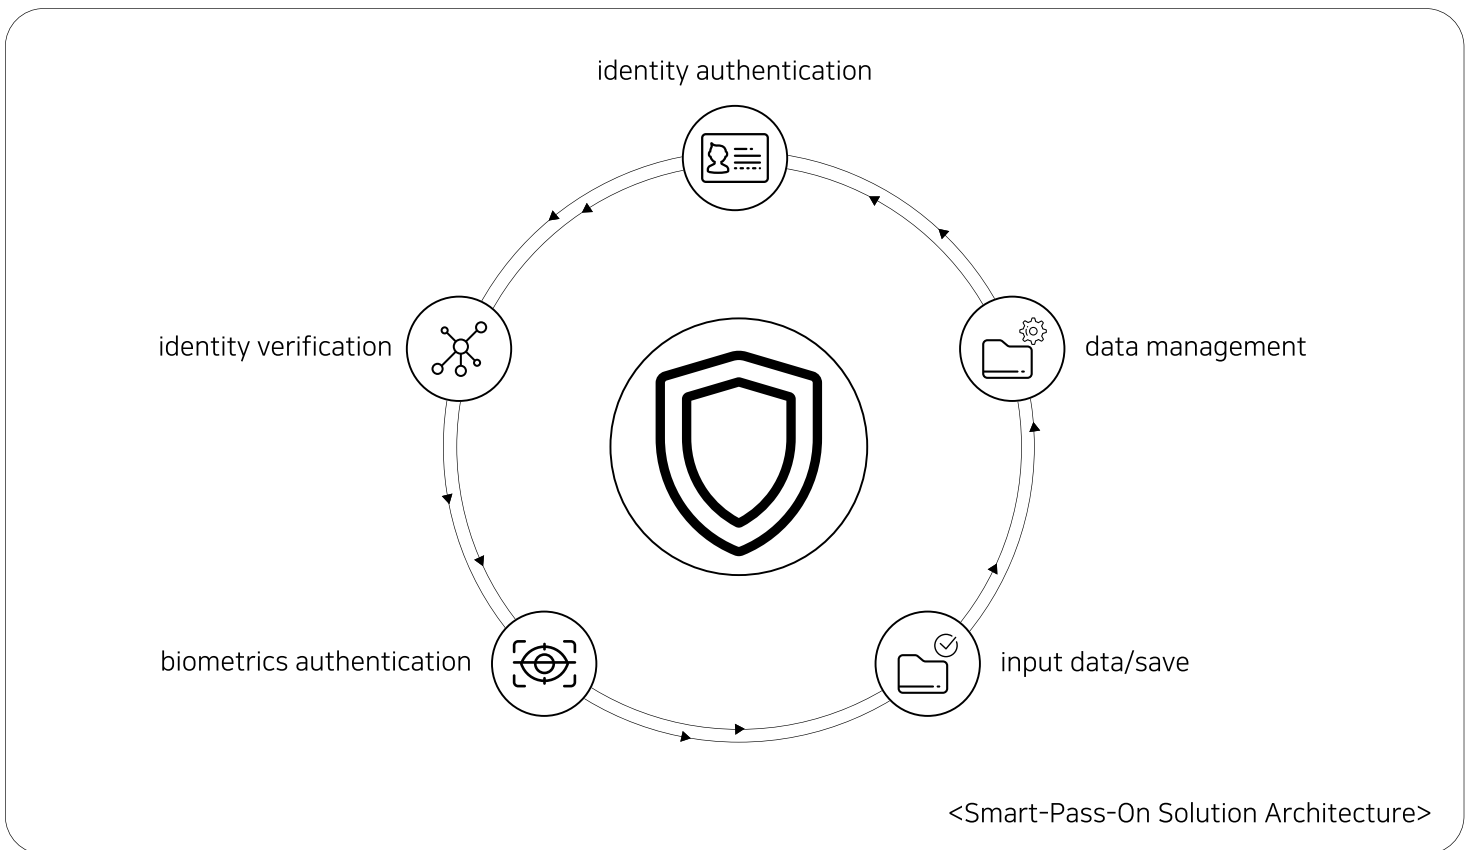 identity authentication
identity verification
data management
biometrics authentication
input data/save
<Smart-Pass-On Solution Architecture>